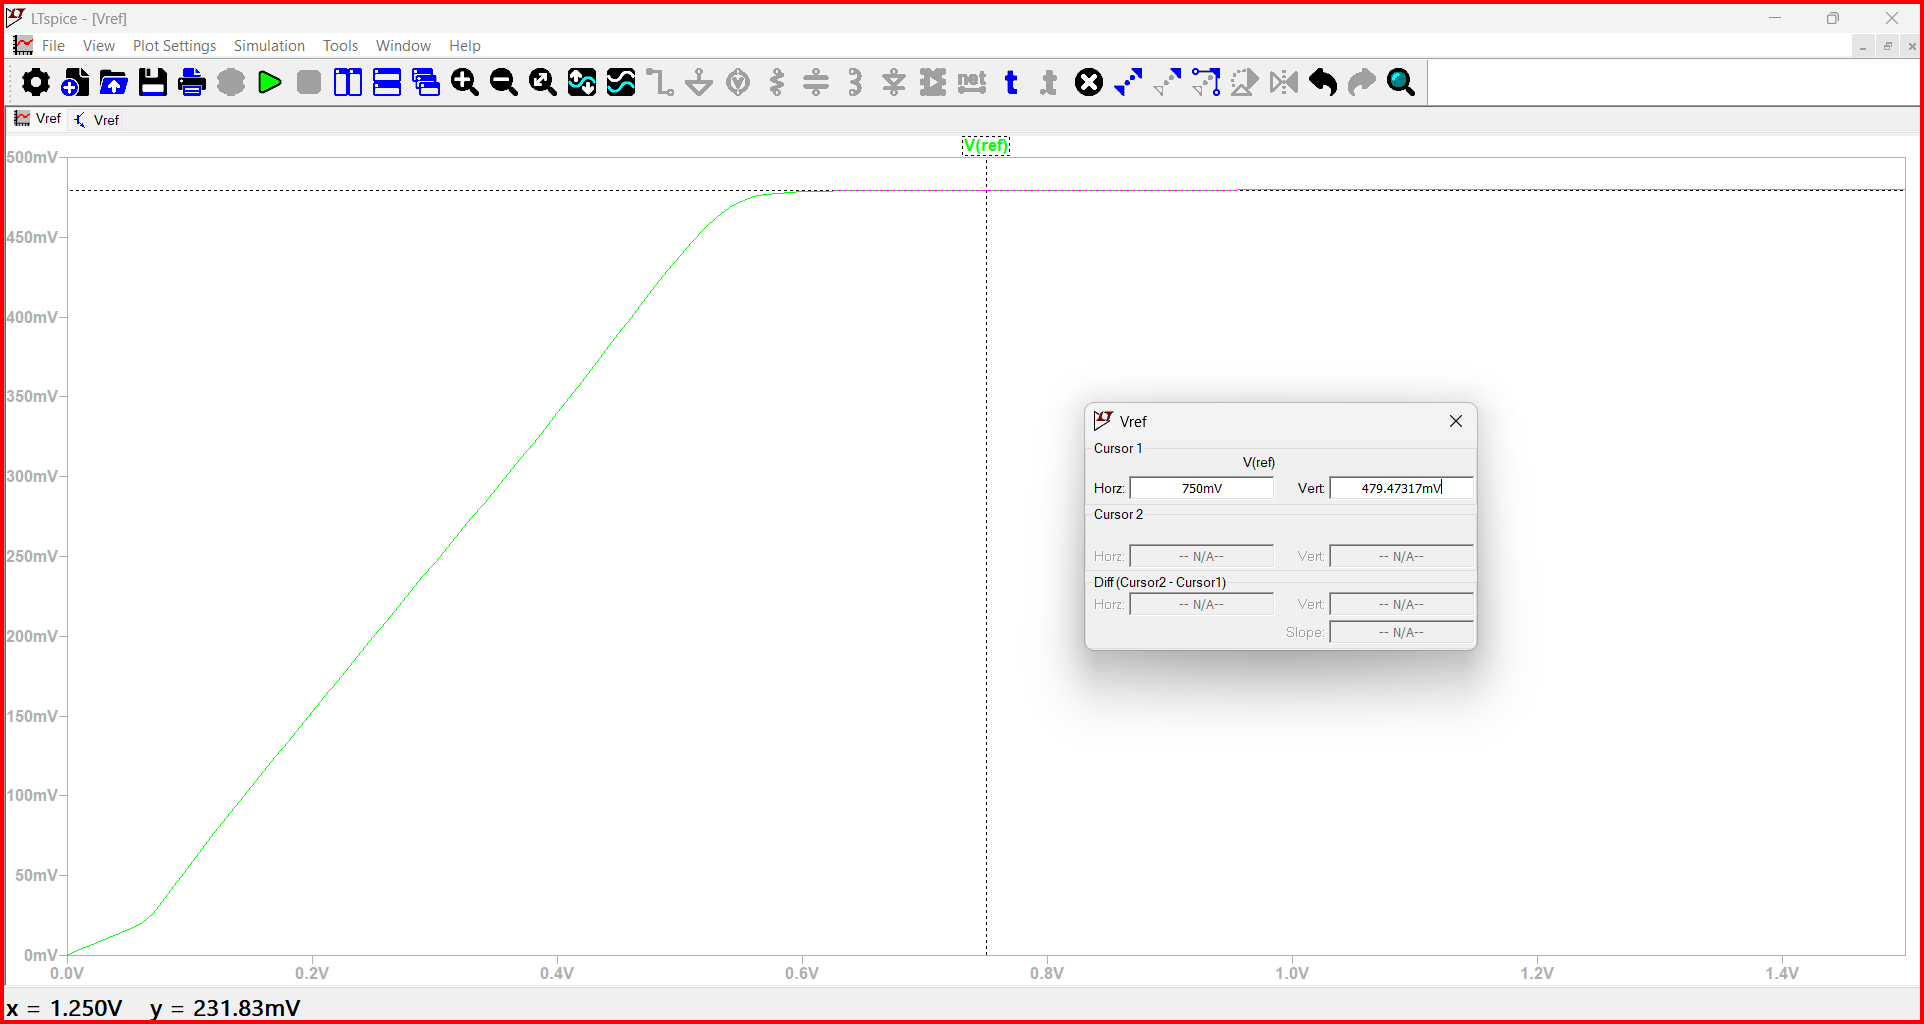 LTspice - [Vref]
File View Plot Settings Simulation Tools Window Help
net t .t
Vref Vref
V(ref)
500mV
450mV
400mV
350mV
300mV
250mV
200mV
150mV
100mV
50mV
0mV
0.0V 0.2V 0.4V 0.6V 0.8V 1.0V 1.2V 1.4V
Vref
Cursor 1
V(ref)
Horz: 750mV Vert: 479.47317mV
Cursor 2
Horz: -- N/A-- Vert: -- N/A--
Diff (Cursor2 - Cursor1)
Horz: -- N/A-- Vert: -- N/A--
Slope: -- N/A--
x = 1.250V y = 231.83mV